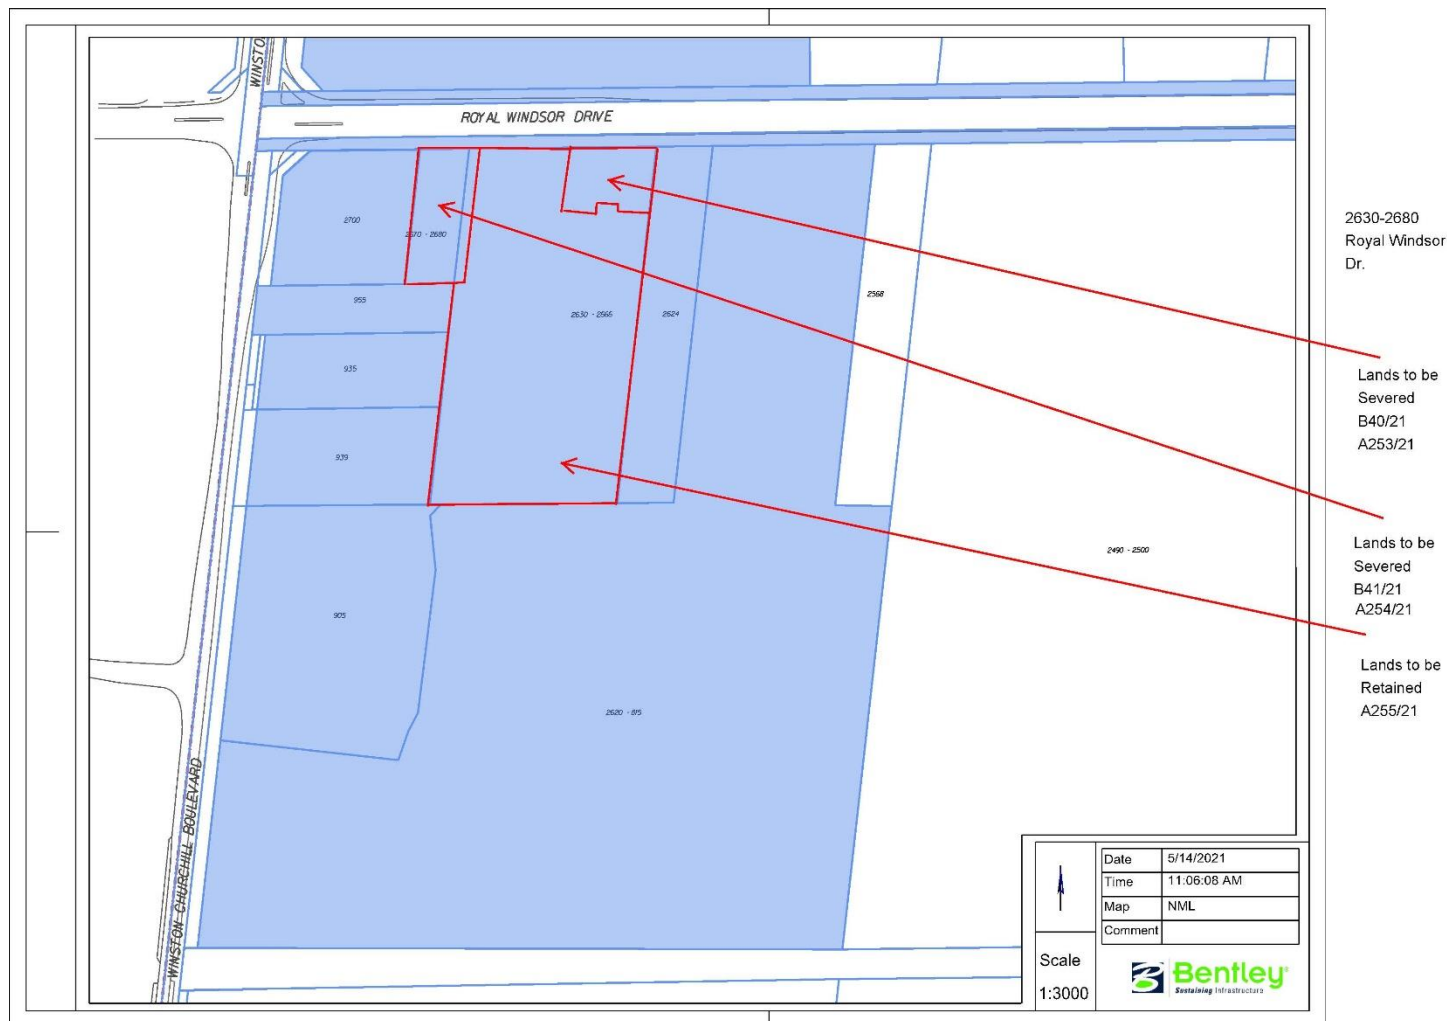 WINSTO
ROYAL WINDSOR DRIVE
2700
2670 - 2680
2630-2680
Royal Windsor
Dr.
955
2630 - 2666
2624
2568
935
Lands to be
Severed
B40/21
A253/21
939
Lands to be
Severed
B41/21
A254/21
2490 - 2500
905
Lands to be
Retained
A255/21
2620 - 875
WINSTON CHURCHILL BOULEVARD
Date 5/14/2021
Time 11:06:08 AM
Map NML
Comment
Scale
1:3000
Bentley
Sustaining Infrastructure